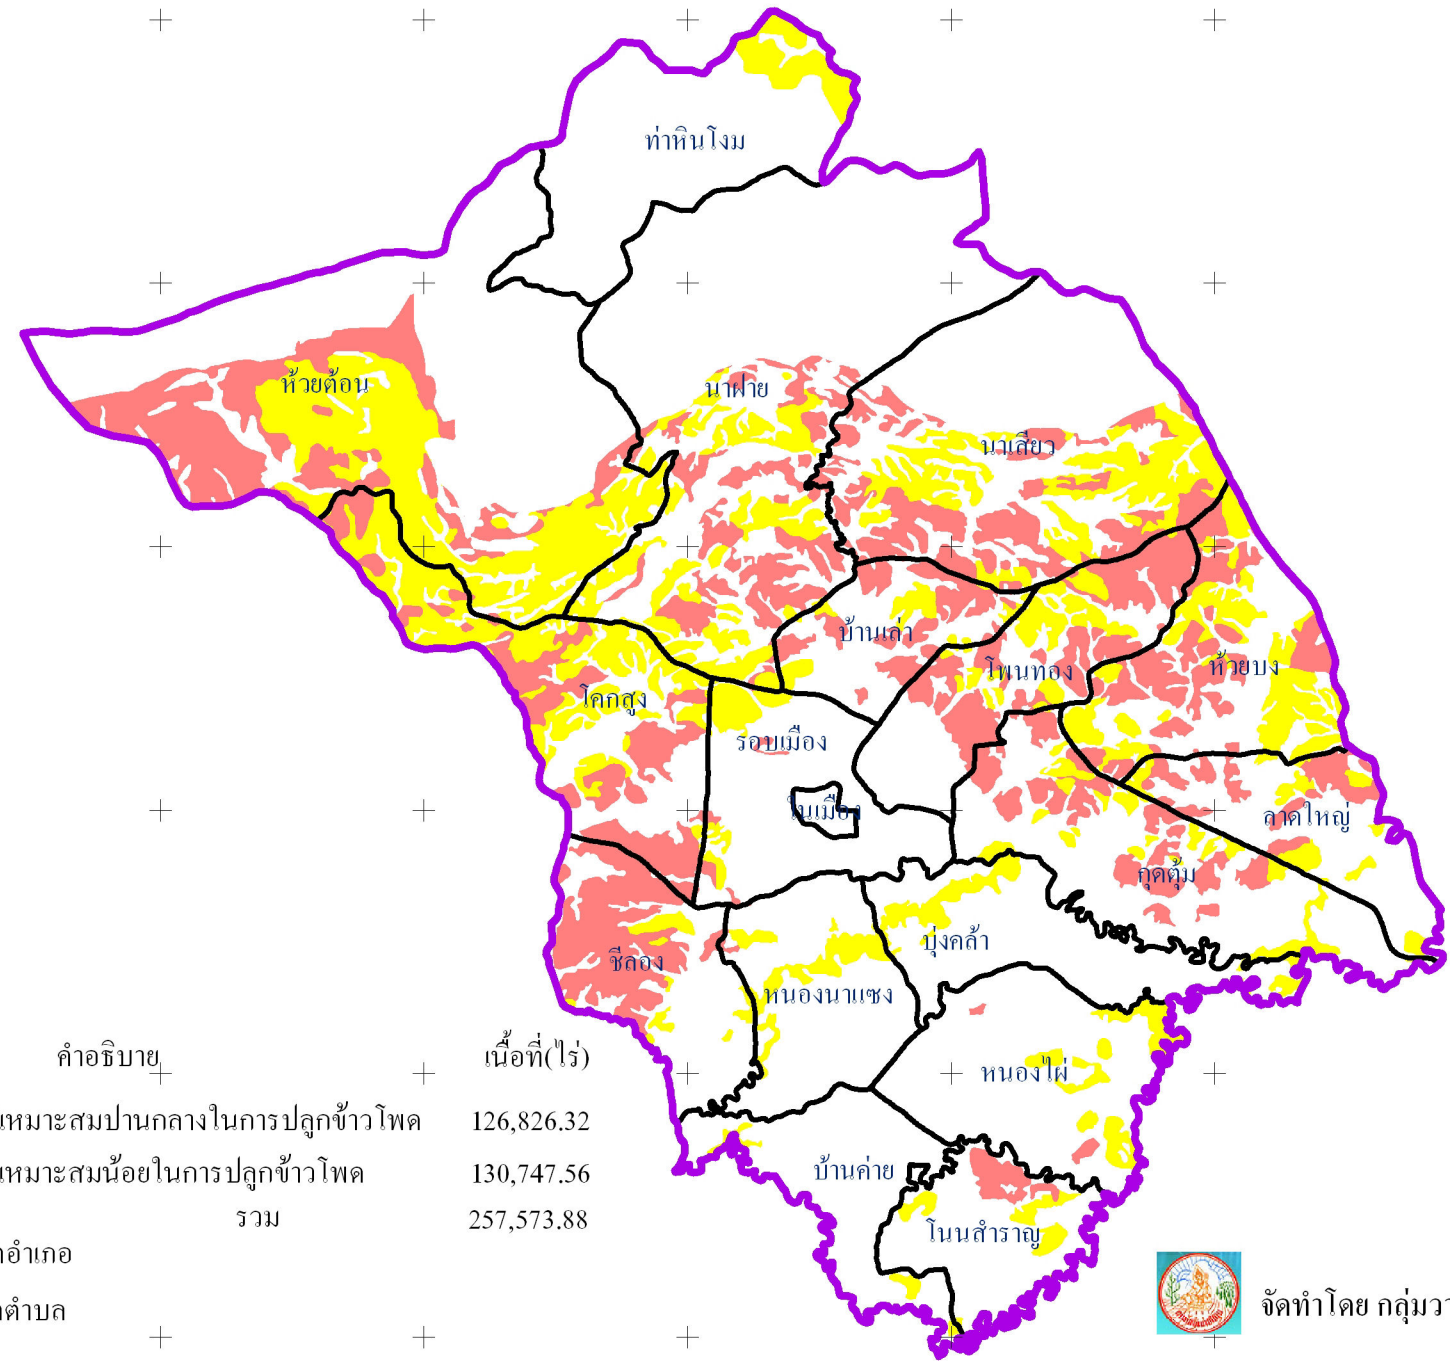 ท่าหินโงม
ห้วยต้อน
นาฝาย
นาเสียว
บ้านเล่า
โพนทอง
ห้วยบง
โคกสูง
รอบเมือง
ในเมือง
ลาดใหญ่
กุดตุ้ม
บุ่งคล้า
ชีลอง
หนองนาแซง
หนองไผ่
บ้านค่าย
โนนสำราญ
คำอธิบาย เนื้อที่(ไร่)
เหมาะสมปานกลางในการปลูกข้าวโพด 126,826.32
เหมาะสมน้อยในการปลูกข้าวโพด 130,747.56
รวม 257,573.88
อำเภอ
ตำบล
จัดทำโดย กลุ่มวา